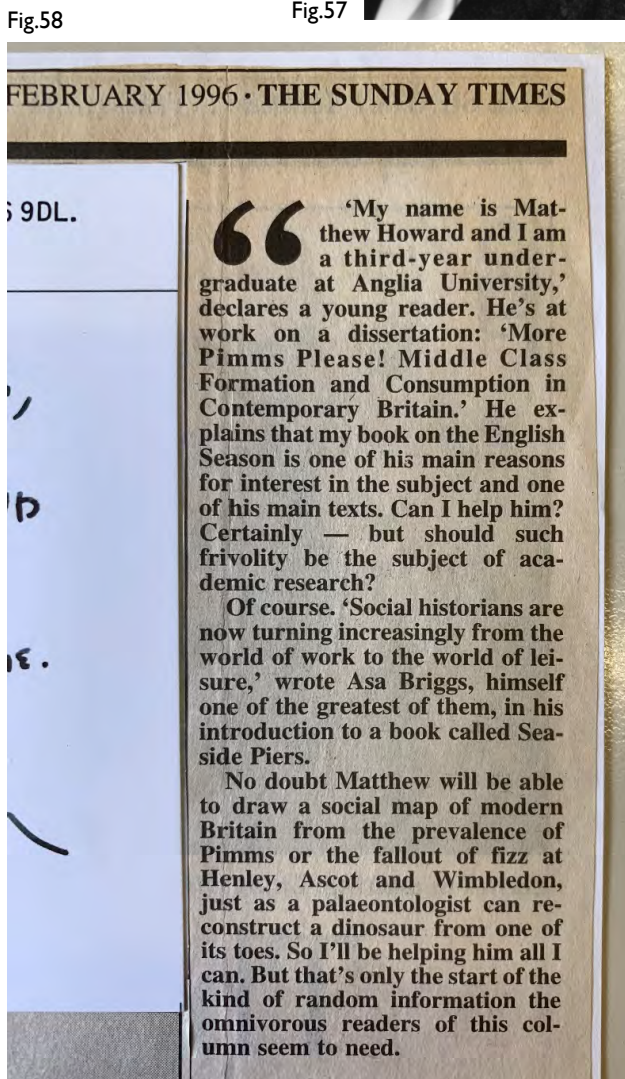 Fig.58
Fig.57
FEBRUARY 1996 · THE SUNDAY TIMES
9DL.
“
‘My name is Mat-
thew Howard and I am
a third-year under-
graduate at Anglia University,’
declares a young reader. He’s at
work on a dissertation: ‘More
Pimms Please! Middle Class
Formation and Consumption in
Contemporary Britain.’ He ex-
plains that my book on the English
Season is one of his main reasons
for interest in the subject and one
of his main texts. Can I help him?
Certainly — but should such
frivolity be the subject of aca-
demic research?
Of course. ‘Social historians are
now turning increasingly from the
world of work to the world of lei-
sure,’ wrote Asa Briggs, himself
one of the greatest of them, in his
introduction to a book called Sea-
side Piers.
No doubt Matthew will be able
to draw a social map of modern
Britain from the prevalence of
Pimms or the fallout of fizz at
Henley, Ascot and Wimbledon,
just as a palaeontologist can re-
construct a dinosaur from one of
its toes. So I’ll be helping him all I
can. But that’s only the start of the
kind of random information the
omnivorous readers of this col-
umn seem to need.